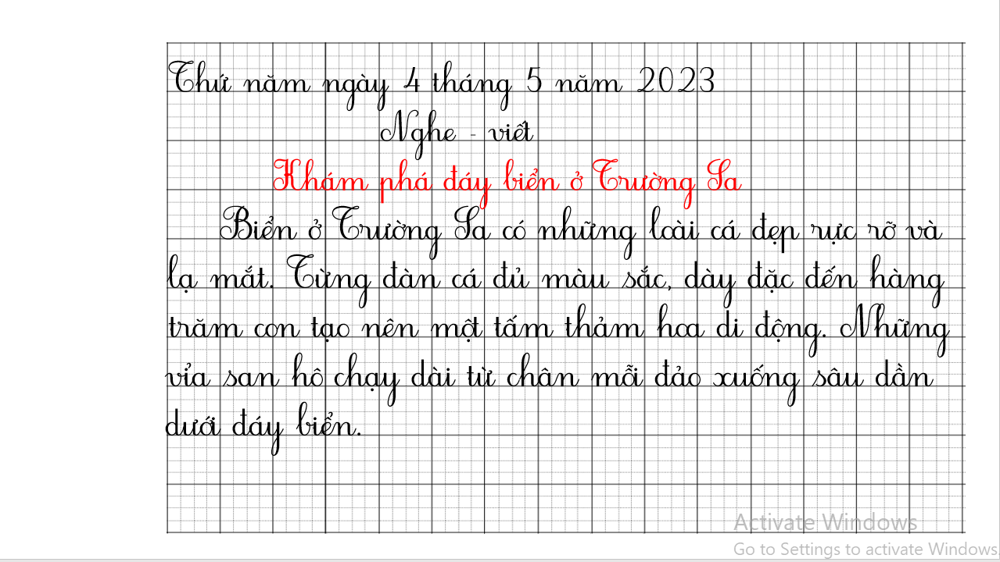 Thứ năm ngày 4 tháng 5 năm 2023
Nghe - viết
Khám phá đáy biển ở Trường Sa
Biển ở Trường Sa có những loài cá đẹp rực rỡ và
lạ mắt. Từng đàn cá đủ màu sắc, dày đặc đến hàng
trăm con tạo nên một tấm thảm hoa di động. Những
vỉa san hô chạy dài từ chân mỗi đảo xuống sâu dần
dưới đáy biển.
Activate Windows
Go to Settings to activate Windows.